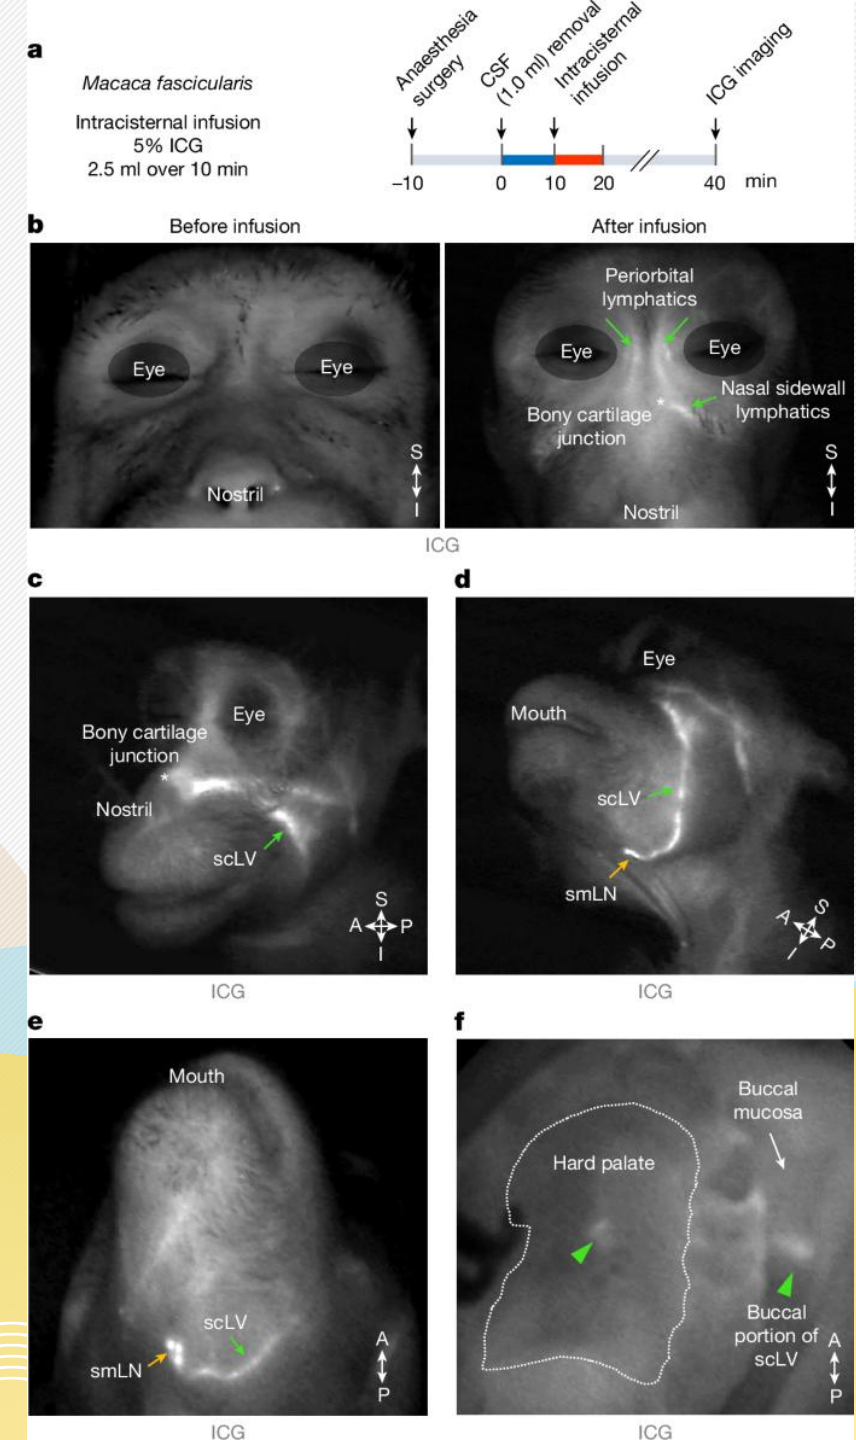 a
Macaca fascicularis
Intracisternal infusion
5% ICG
2.5 ml over 10 min
Anaesthesia
surgery
CSF
(1.0 ml) removal
Intracisternal
infusion
ICG imaging
–10
0
10
20
40
min
b
Before infusion
After infusion
Eye
Eye
Nostril
S
I
Periorbital
lymphatics
Eye
Eye
Nasal sidewall
lymphatics
*
Bony cartilage
junction
Nostril
S
I
ICG
c
Eye
Bony cartilage
junction
*
Nostril
scLV
S
A P
I
ICG
d
Eye
Mouth
scLV
smLN
A S
I P
ICG
e
Mouth
scLV
smLN
A
P
ICG
f
Buccal
mucosa
Hard palate
Buccal
portion of
scLV
A
P
ICG